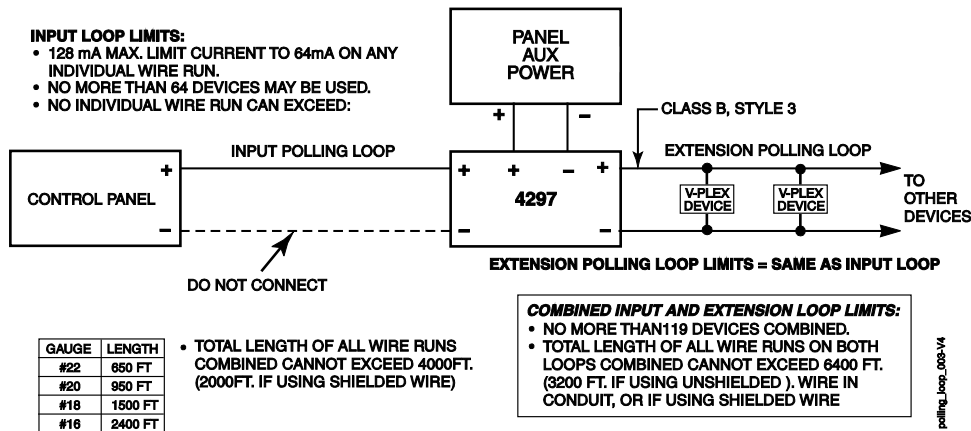 INPUT LOOP LIMITS:
• 128 mA MAX. LIMIT CURRENT TO 64mA ON ANY
INDIVIDUAL WIRE RUN.
• NO MORE THAN 64 DEVICES MAY BE USED.
• NO INDIVIDUAL WIRE RUN CAN EXCEED:
PANEL
AUX
POWER
+ −
CLASS B, STYLE 3
INPUT POLLING LOOP
EXTENSION POLLING LOOP
CONTROL PANEL
+
−
+ + − +
4297
− −
V-PLEX
DEVICE
V-PLEX
DEVICE
TO
OTHER
DEVICES
DO NOT CONNECT
EXTENSION POLLING LOOP LIMITS = SAME AS INPUT LOOP
GAUGE LENGTH
#22 650 FT
#20 950 FT
#18 1500 FT
#16 2400 FT
• TOTAL LENGTH OF ALL WIRE RUNS
COMBINED CANNOT EXCEED 4000FT.
(2000FT. IF USING SHIELDED WIRE)
COMBINED INPUT AND EXTENSION LOOP LIMITS:
• NO MORE THAN119 DEVICES COMBINED.
• TOTAL LENGTH OF ALL WIRE RUNS ON BOTH
LOOPS COMBINED CANNOT EXCEED 6400 FT.
(3200 FT. IF USING UNSHIELDED ). WIRE IN
CONDUIT, OR IF USING SHIELDED WIRE
polling_loop_003-V4